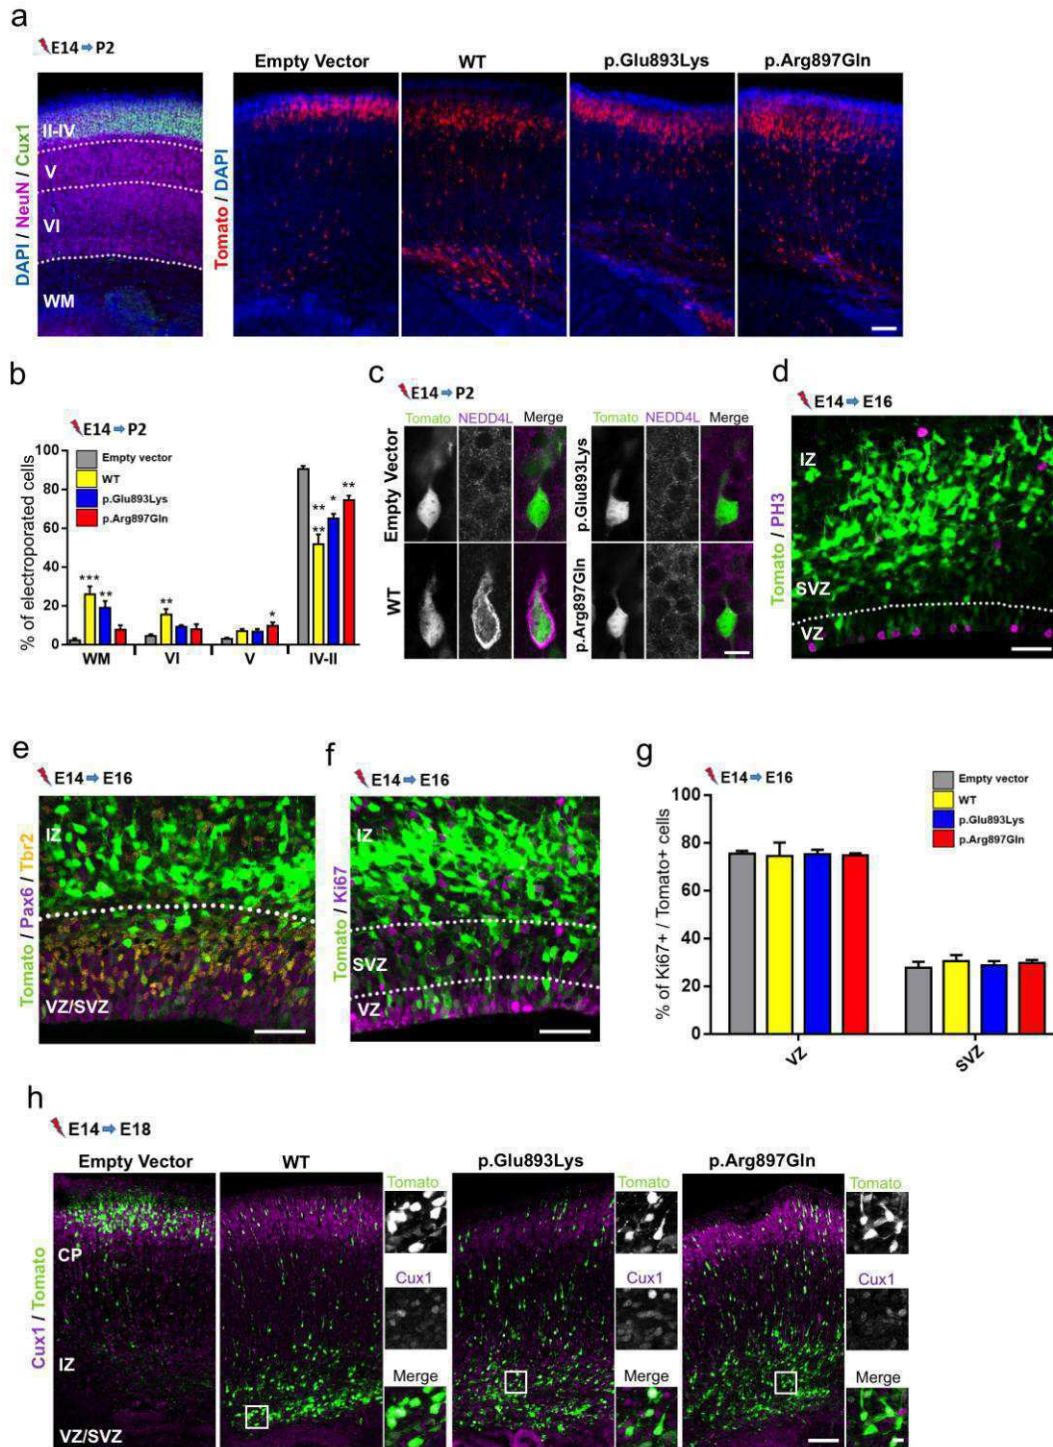 a
E14 ➡ P2
Empty Vector WT p.Glu893Lys p.Arg897Gln
DAPI / NeuN / Cux1
II-IV
V
VI
WM
Tomato / DAPI
b
E14 ➡ P2
% of electroporated cells
100
80
60
40
20
0
Empty vector
WT
p.Glu893Lys
p.Arg897Gln
***
**
**
*
**
**
*
**
WM VI V IV-II
c
E14 ➡ P2
Tomato NEDD4L Merge Tomato NEDD4L Merge
Empty Vector
WT
p.Glu893Lys
p.Arg897Gln
d
E14 ➡ E16
Tomato / PH3
IZ
SVZ
VZ
e
E14 ➡ E16
Tomato / Pax6 / Tbr2
IZ
VZ/SVZ
f
E14 ➡ E16
Tomato / Ki67
IZ
SVZ
VZ
g
E14 ➡ E16
% of Ki67+ / Tomato+ cells
100
80
60
40
20
0
Empty vector
WT
p.Glu893Lys
p.Arg897Gln
VZ SVZ
h
E14 ➡ E18
Empty Vector WT p.Glu893Lys p.Arg897Gln
Cux1 / Tomato
CP
IZ
VZ/SVZ
Tomato
Cux1
Merge
Tomato
Cux1
Merge
Tomato
Cux1
Merge